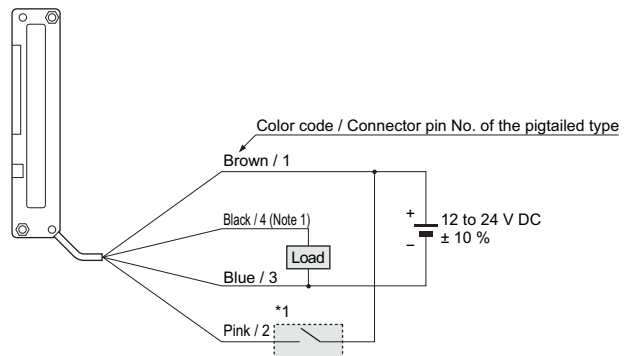 Color code / Connector pin No. of the pigtailed type
Brown / 1
Black / 4 (Note 1)
Load
Blue / 3
*1
Pink / 2
+
12 to 24 V DC
± 10 %
−